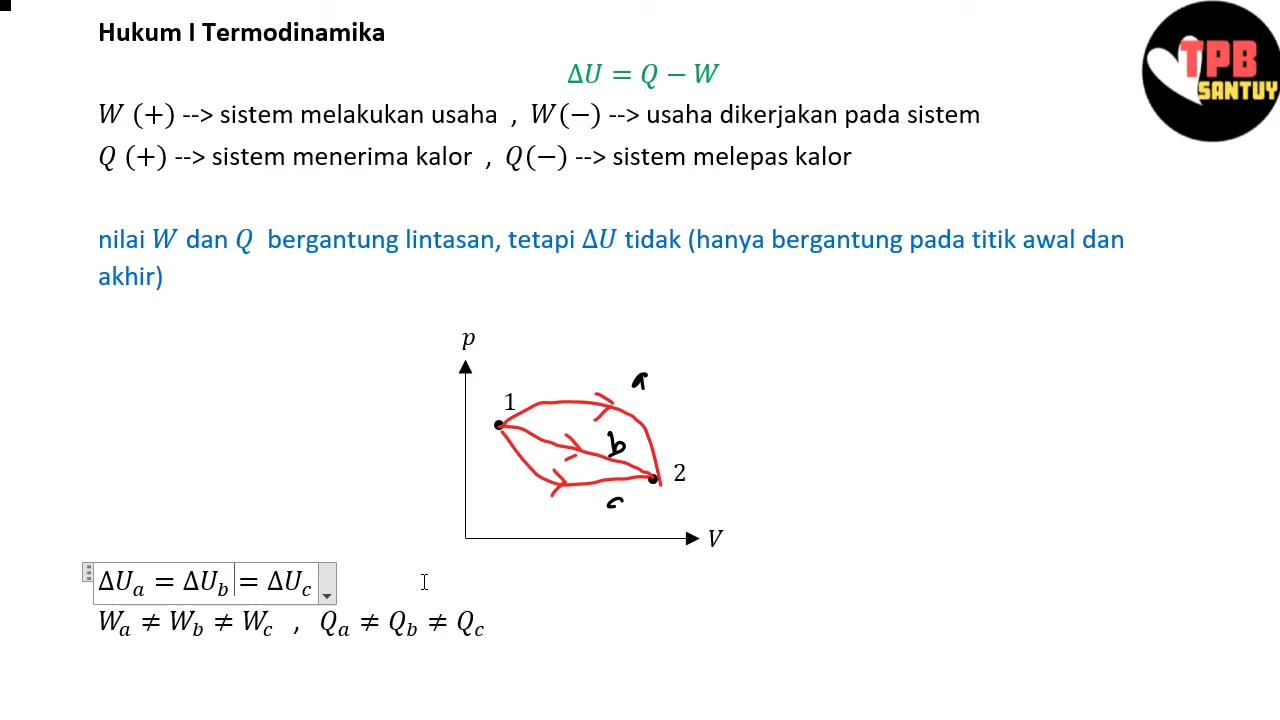 Hukum I Termodinamika
TPB
SANTUY
ΔU = Q − W
W (+) --> sistem melakukan usaha , W(−) --> usaha dikerjakan pada sistem
Q (+) --> sistem menerima kalor , Q(−) --> sistem melepas kalor
nilai W dan Q bergantung lintasan, tetapi ΔU tidak (hanya bergantung pada titik awal dan
akhir)
p
a
1
b
2
c
V
ΔU_a = ΔU_b = ΔU_c
W_a ≠ W_b ≠ W_c , Q_a ≠ Q_b ≠ Q_c